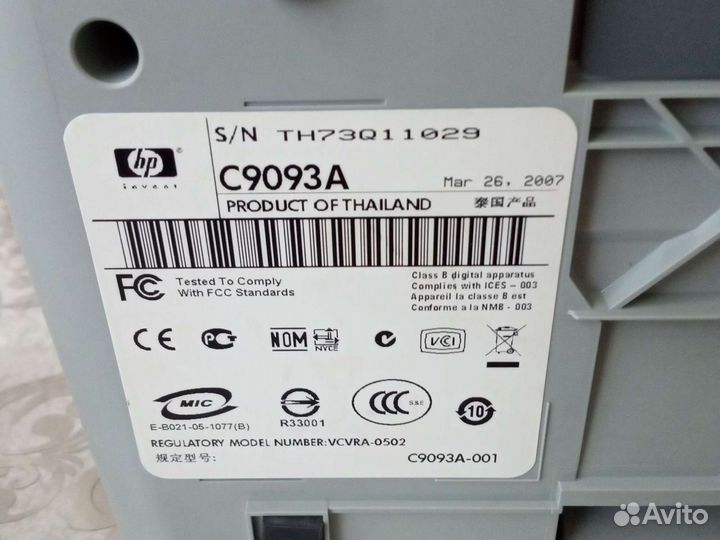 S/N TH73Q11029
hp
invent
C9093A Mar 26, 2007
PRODUCT OF THAILAND 泰国产品
FC Tested To Comply
With FCC Standards
Class B digital apparatus
Complies with ICES - 003
Appareil la classe B est
Conforme a la NMB - 003
CE PG NOM NYCE C VCI
MIC
E-B021-05-1077(B)
R33001
CCC S&E
10
REGULATORY MODEL NUMBER:VCVRA-0502
规定型号: C9093A-001
Avito